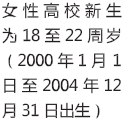 女性高校新生
为 18 至 22 周岁
（2000 年 1 月 1
日至 2004 年 12
月 31 日出生）